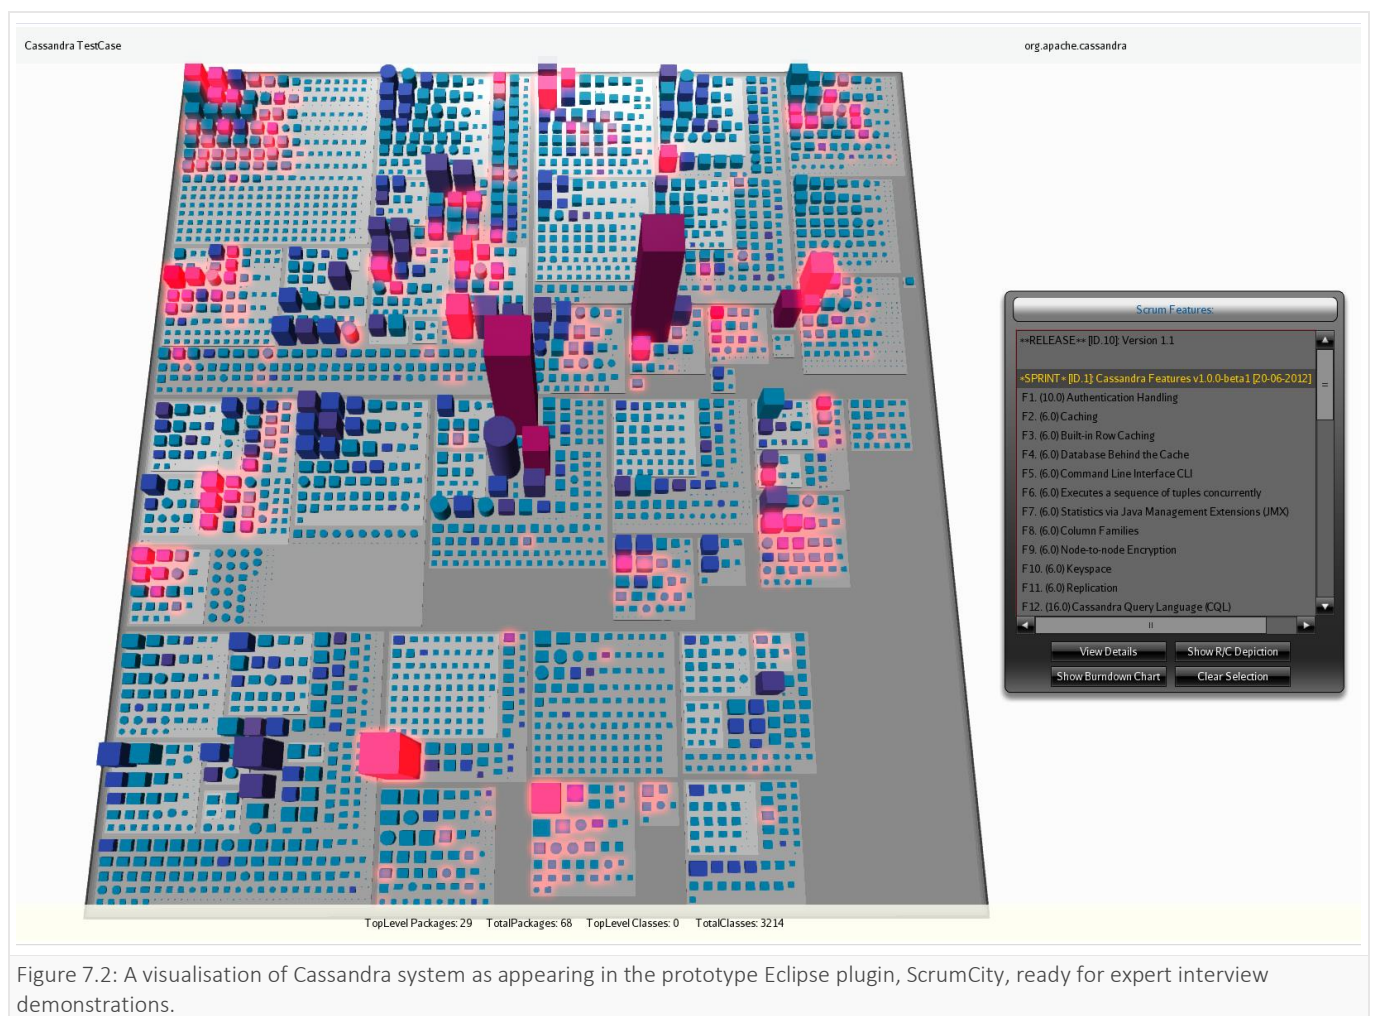 Cassandra TestCase
org.apache.cassandra
Scrum Features:
**RELEASE** [ID.10]: Version 1.1
*SPRINT* [ID.1]: Cassandra Features v1.0.0-beta1 [20-06-2012]
F1. (10.0) Authentication Handling
F2. (6.0) Caching
F3. (6.0) Built-in Row Caching
F4. (6.0) Database Behind the Cache
F5. (6.0) Command Line Interface CLI
F6. (6.0) Executes a sequence of tuples concurrently
F7. (6.0) Statistics via Java Management Extensions (JMX)
F8. (6.0) Column Families
F9. (6.0) Node-to-node Encryption
F10. (6.0) Keyspace
F11. (6.0) Replication
F12. (16.0) Cassandra Query Language (CQL)
View Details
Show R/C Depiction
Show Burndown Chart
Clear Selection
TopLevel Packages: 29 TotalPackages: 68 TopLevel Classes: 0 TotalClasses: 3214
Figure 7.2: A visualisation of Cassandra system as appearing in the prototype Eclipse plugin, ScrumCity, ready for expert interview
demonstrations.